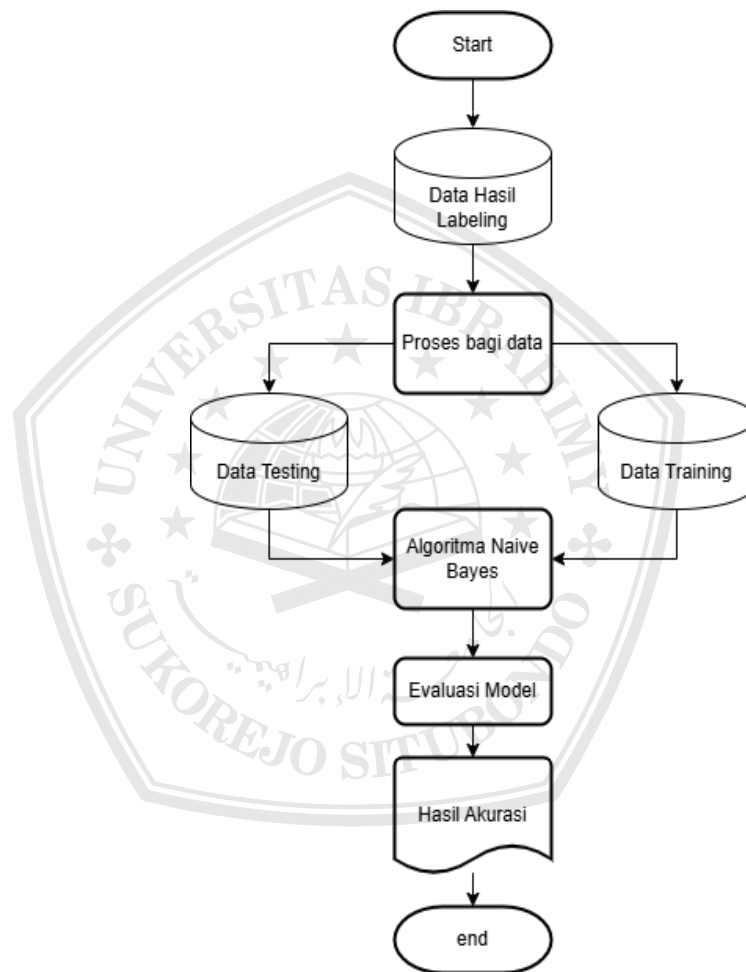 Start
Data Hasil
Labeling
Proses bagi data
Data Testing
Data Training
Algoritma Naive
Bayes
Evaluasi Model
Hasil Akurasi
end
UNIVERSITAS IBRAHIMY
SUKOREJO SITUBONDO